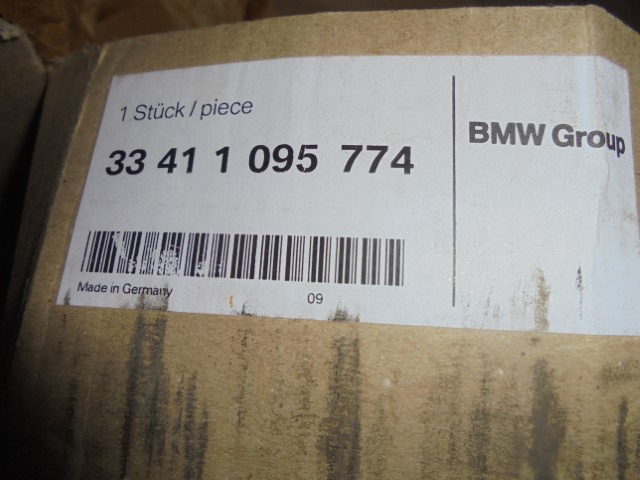 1 Stück / piece
33 41 1 095 774
BMW Group
Made in Germany
09